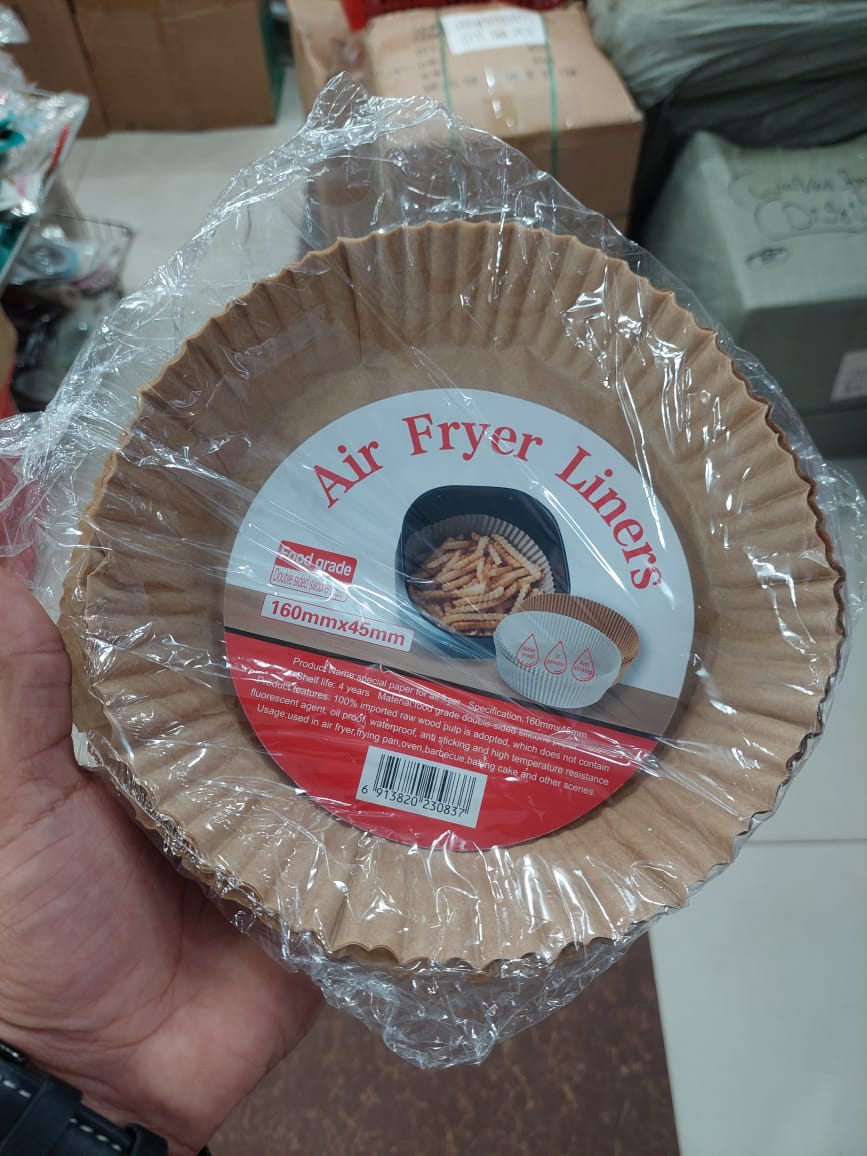 Air Fryer Liners
Food grade
Double sided silicone
160mmx45mm
Product Name:special paper for air fryer Specification:160mmx45mm
Shelf life: 4 years Material:food grade double-sided silicone paper
Product features: 100% imported raw wood pulp is adopted, which does not contain
fluorescent agent, oil proof, waterproof, anti sticking and high temperature resistance
Usage:used in air fryer,frying pan,oven,barbecue,baking cake and other scenes.
6 913820 230837